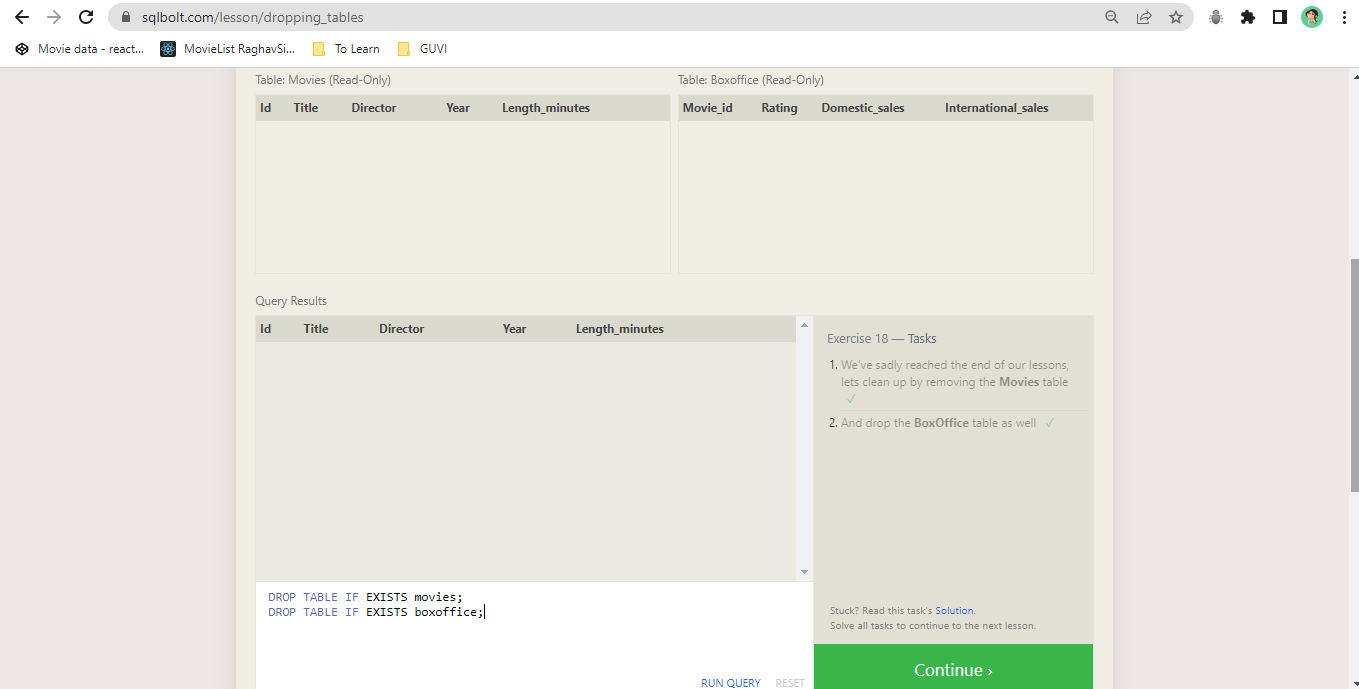 sqlbolt.com/lesson/dropping_tables
Movie data - react... MovieList RaghavSi... To Learn GUVI
Table: Movies (Read-Only) Table: Boxoffice (Read-Only)
Id Title Director Year Length_minutes Movie_id Rating Domestic_sales International_sales
Query Results
Id Title Director Year Length_minutes
Exercise 18 — Tasks
1. We've sadly reached the end of our lessons,
lets clean up by removing the Movies table
✓
2. And drop the BoxOffice table as well ✓
DROP TABLE IF EXISTS movies;
DROP TABLE IF EXISTS boxoffice;
Stuck? Read this task's Solution.
Solve all tasks to continue to the next lesson.
RUN QUERY RESET
Continue ›